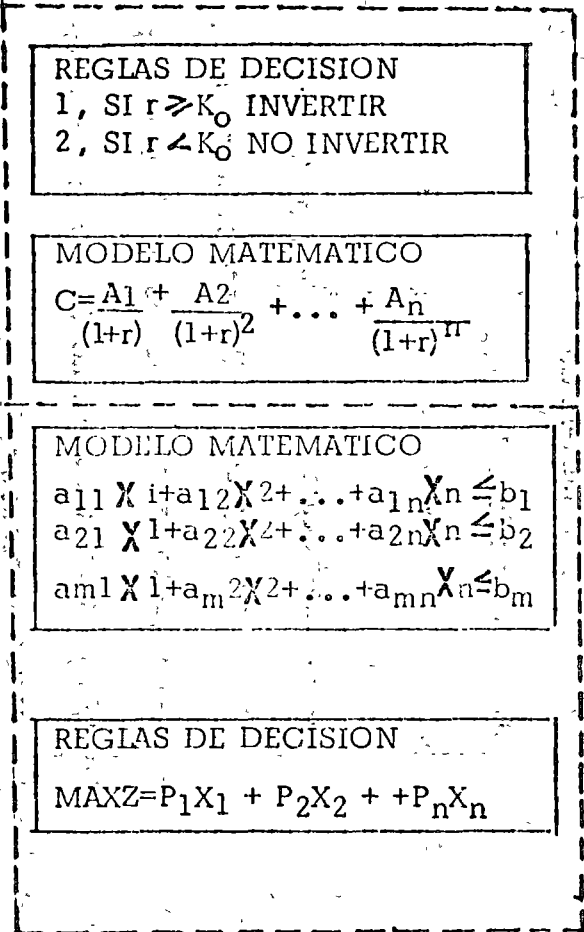 REGLAS DE DECISION
1, SI r ≥ K₀ INVERTIR
2, SI r < K₀ NO INVERTIR
MODELO MATEMATICO
C= A1/(1+r) + A2/(1+r)² + ... + Aₙ/(1+r)ⁿ
MODELO MATEMATICO
a₁₁ X i+a₁₂X2+...+a₁ₙXn ≤b₁
a₂₁ X1+a₂₂X2+...+a₂ₙXn ≤b₂
am1 X 1+aₘ2X2+...+aₘₙXn≤bₘ
REGLAS DE DECISION
MAXZ=P₁X₁ + P₂X₂ + +PₙXₙ